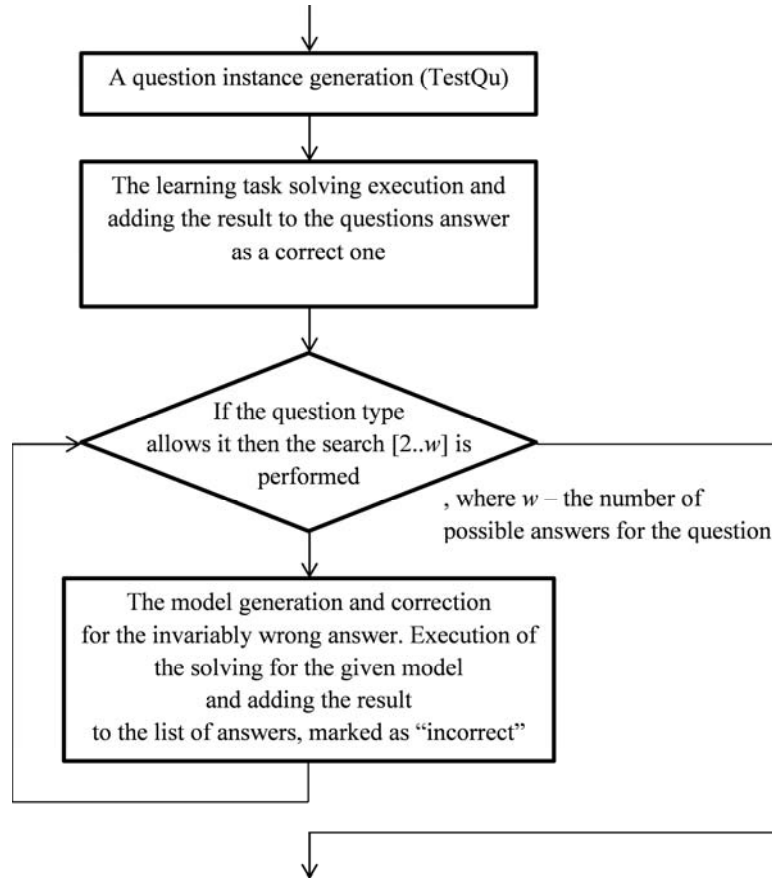 A question instance generation (TestQu)
The learning task solving execution and
adding the result to the questions answer
as a correct one
If the question type
allows it then the search [2..w] is
performed
, where w – the number of
possible answers for the question
The model generation and correction
for the invariably wrong answer. Execution of
the solving for the given model
and adding the result
to the list of answers, marked as “incorrect”